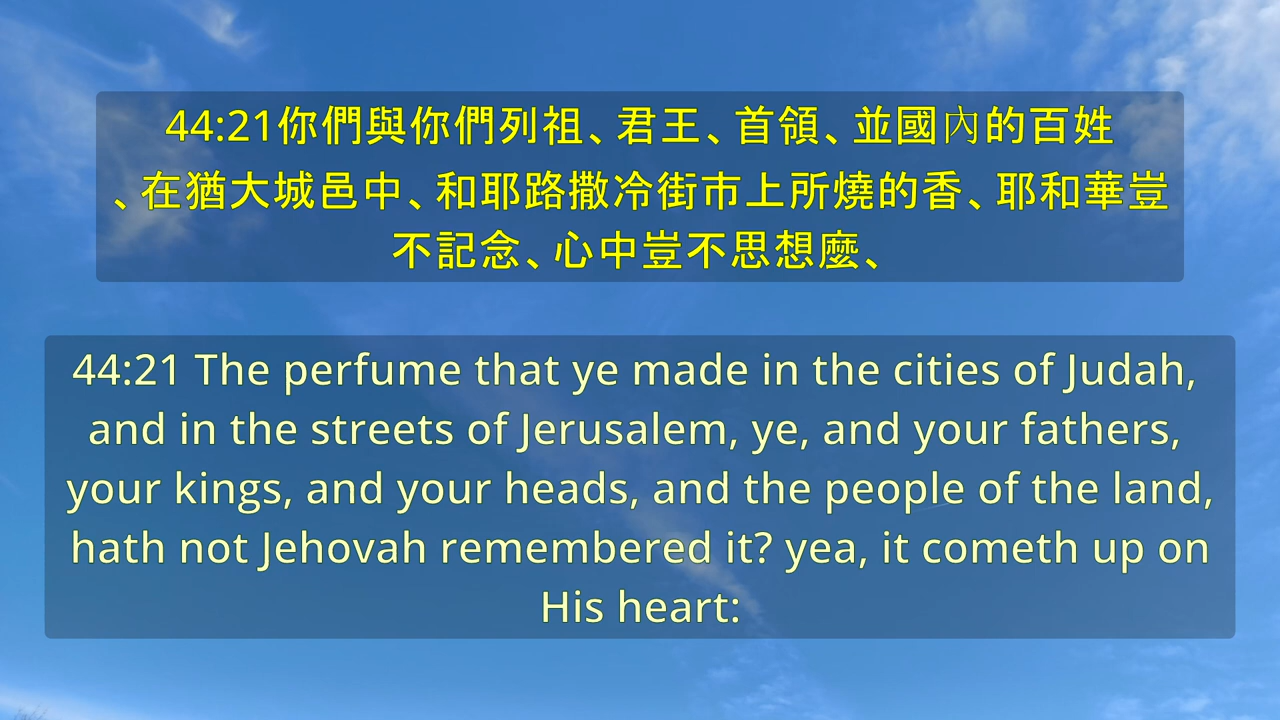 44:21你們與你們列祖、君王、首領、並國內的百姓
、在猶大城邑中、和耶路撒冷街市上所燒的香、耶和華豈
不記念、心中豈不思想麼、
44:21 The perfume that ye made in the cities of Judah,
and in the streets of Jerusalem, ye, and your fathers,
your kings, and your heads, and the people of the land,
hath not Jehovah remembered it? yea, it cometh up on
His heart: